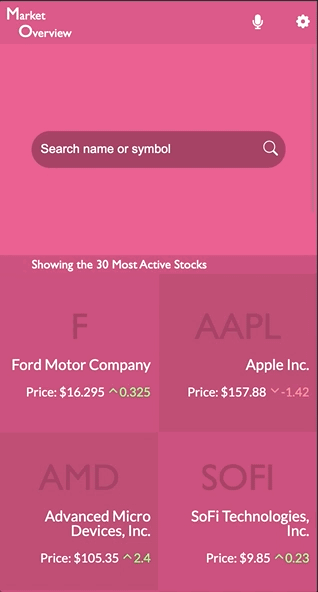 Market
Overview
Search name or symbol
Showing the 30 Most Active Stocks
F
Ford Motor Company
Price: $16.295 0.325
AAPL
Apple Inc.
Price: $157.88 -1.42
AMD
Advanced Micro
Devices, Inc.
Price: $105.35 2.4
SOFI
SoFi Technologies,
Inc.
Price: $9.85 0.23